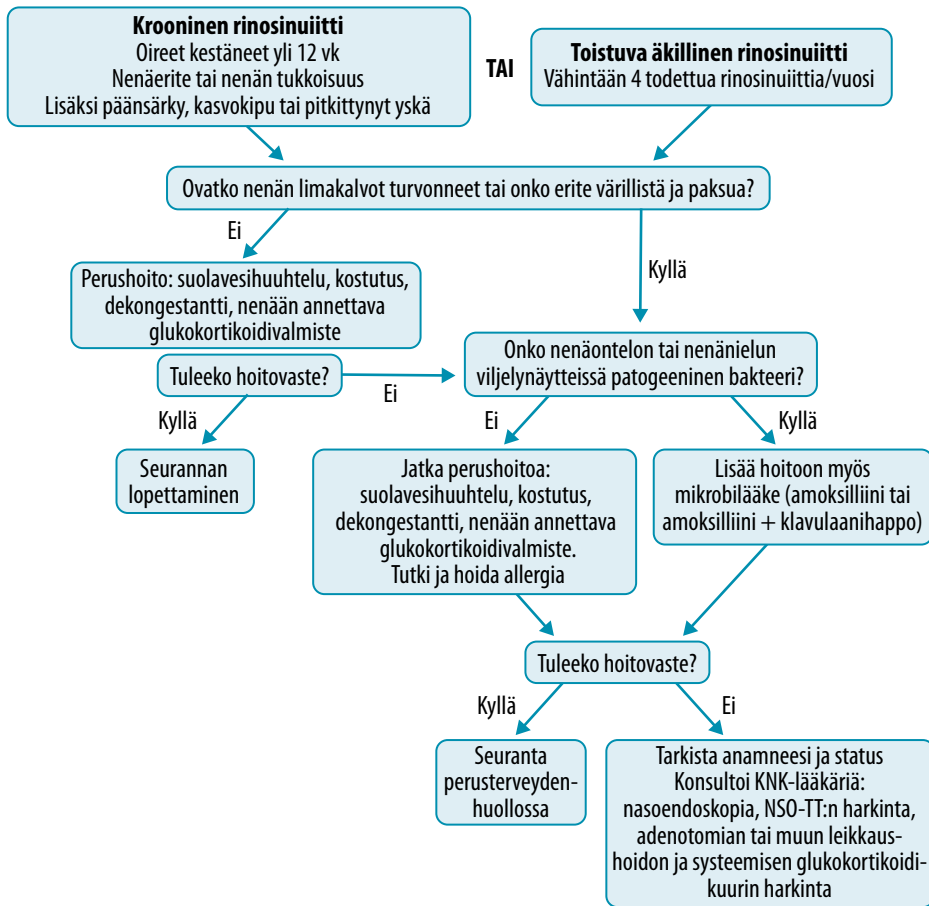 Krooninen rinosinuiitti
Oireet kestäneet yli 12 vk
Nenäerite tai nenän tukkoisuus
Lisäksi päänsärky, kasvokipu tai pitkittynyt yskä
TAI
Toistuva äkillinen rinosinuiitti
Vähintään 4 todettua rinosinuiittia/vuosi
Ovatko nenän limakalvot turvonneet tai onko erite värillistä ja paksua?
Ei
Kyllä
Perushoito: suolavesihuuhtelu, kostutus,
dekongestantti, nenään annettava
glukokortikoidivalmiste
Tuleeko hoitovaste?
Ei
Onko nenäontelon tai nenänielun
viljelynäytteissä patogeeninen bakteeri?
Kyllä
Ei
Kyllä
Seurannan
lopettaminen
Jatka perushoitoa:
suolavesihuuhtelu, kostutus,
dekongestantti, nenään annettava
glukokortikoidivalmiste.
Tutki ja hoida allergia
Lisää hoitoon myös
mikrobilääke (amoksilliini tai
amoksilliini + klavulaanihappo)
Tuleeko hoitovaste?
Kyllä
Ei
Seuranta
perusterveyden-
huollossa
Tarkista anamneesi ja status
Konsultoi KNK-lääkäriä:
nasoendoskopia, NSO-TT:n harkinta,
adenotomian tai muun leikkaus-
hoidon ja systeemisen glukokortikoidi-
kuurin harkinta